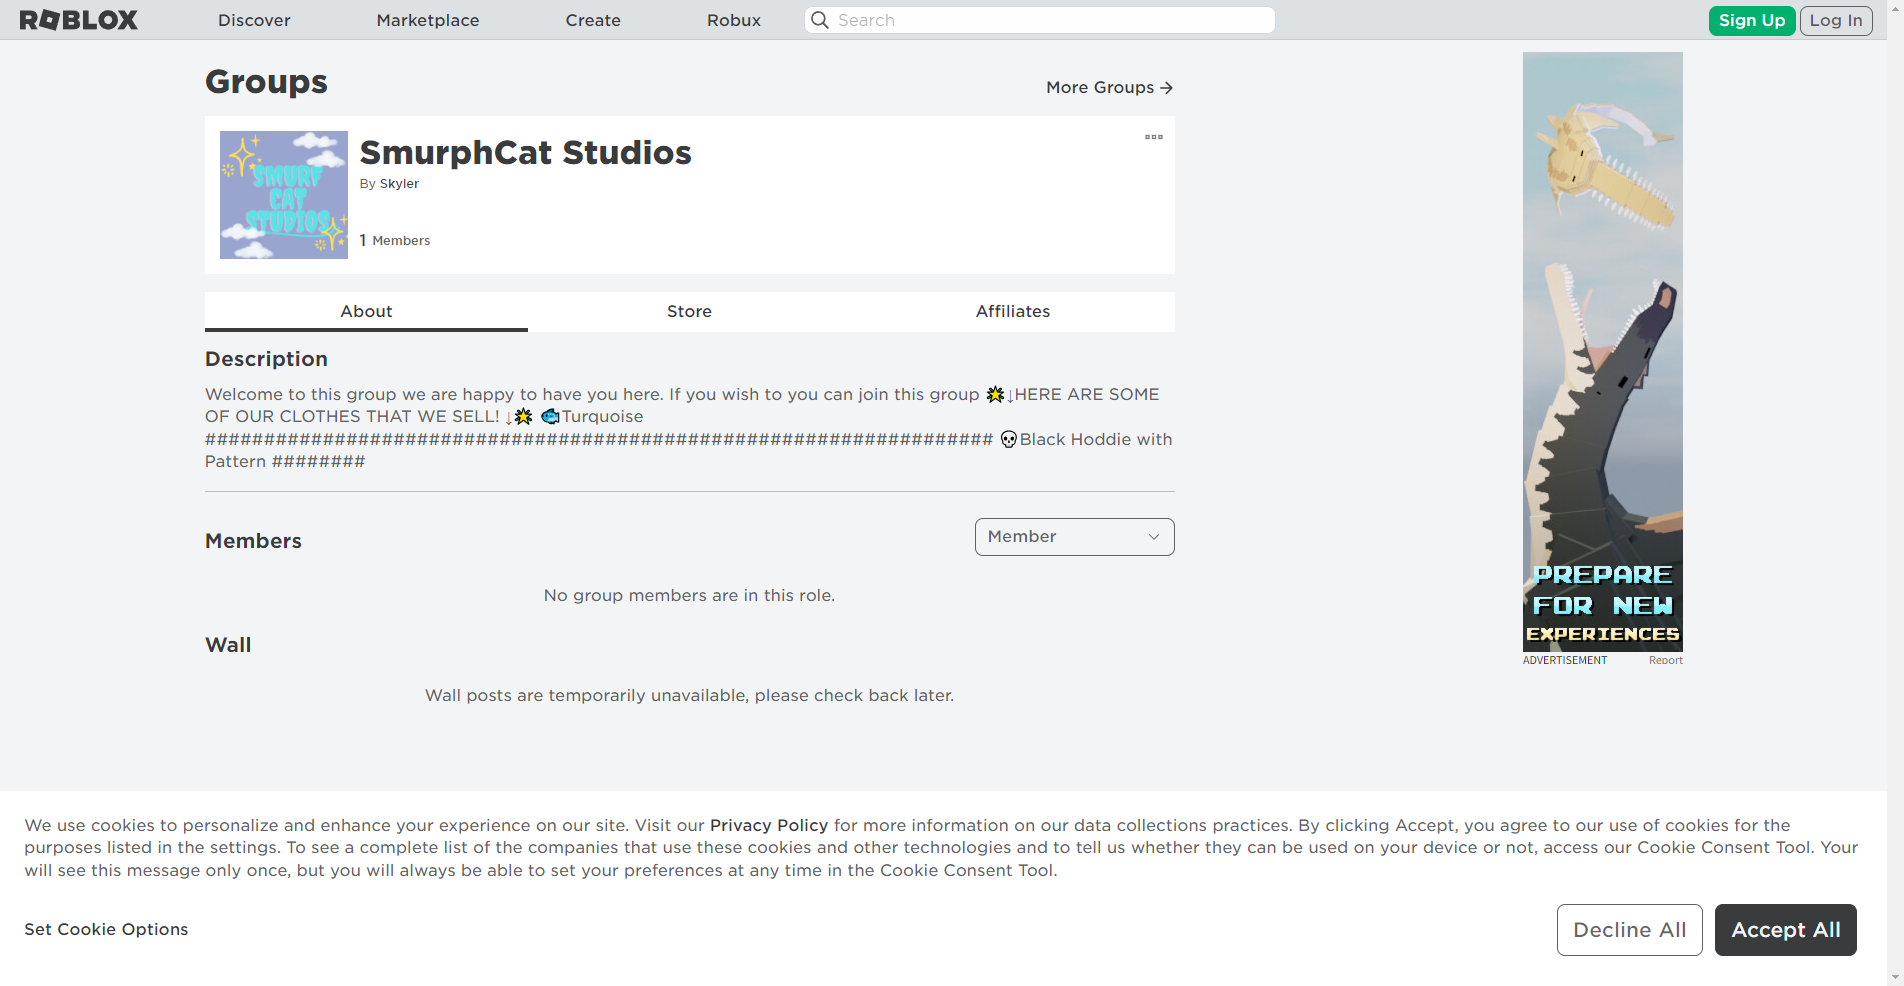 ROBLOX
Discover
Marketplace
Create
Robux
Search
Sign Up
Log In
Groups
More Groups
SMURF
CAT
STUDIOS
SmurphCat Studios
By Skyler
1 Members
About
Store
Affiliates
Description
Welcome to this group we are happy to have you here. If you wish to you can join this group 🌟↓HERE ARE SOME
OF OUR CLOTHES THAT WE SELL! ↓🌟 🐟Turquoise
################################################################### 💀Black Hoddie with
Pattern ########
Members
Member
No group members are in this role.
Wall
Wall posts are temporarily unavailable, please check back later.
PREPARE
FOR NEW
EXPERIENCES
ADVERTISEMENT
Report
We use cookies to personalize and enhance your experience on our site. Visit our Privacy Policy for more information on our data collections practices. By clicking Accept, you agree to our use of cookies for the
purposes listed in the settings. To see a complete list of the companies that use these cookies and other technologies and to tell us whether they can be used on your device or not, access our Cookie Consent Tool. Your
will see this message only once, but you will always be able to set your preferences at any time in the Cookie Consent Tool.
Set Cookie Options
Decline All
Accept All